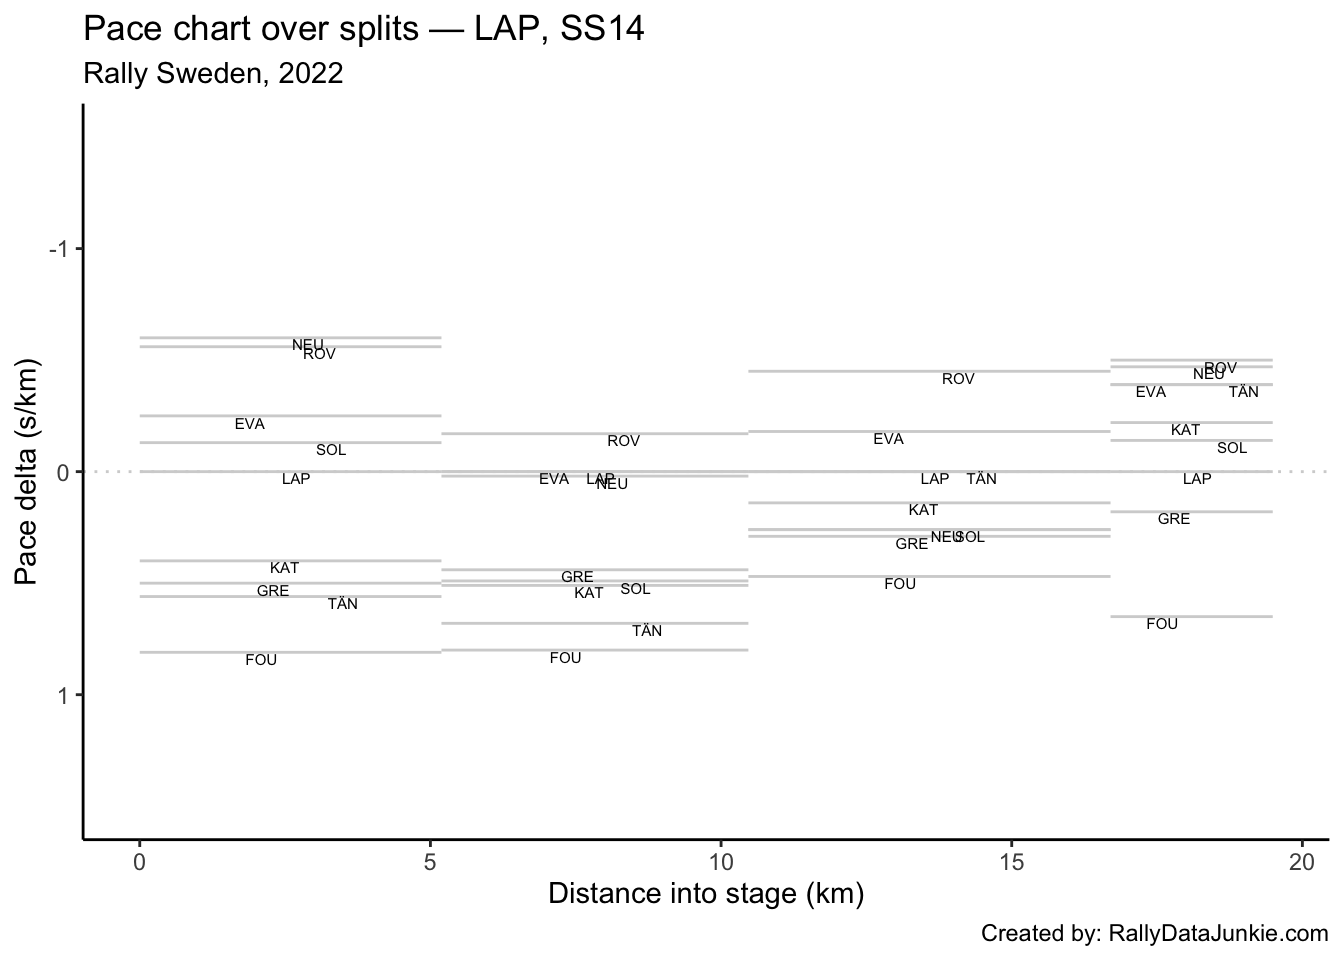 Pace chart over splits — LAP, SS14
Rally Sweden, 2022
Pace delta (s/km)
-1
0
1
NEU
ROV
EVA
SOL
LAP
KAT
GRE
TÄN
FOU
ROV
EVA
LAP
NEU
GRE
SOL
KAT
TÄN
FOU
ROV
EVA
LAP
TÄN
KAT
NEU
SOL
GRE
FOU
ROV
NEU
EVA
TÄN
KAT
SOL
LAP
GRE
FOU
0 5 10 15 20
Distance into stage (km)
Created by: RallyDataJunkie.com